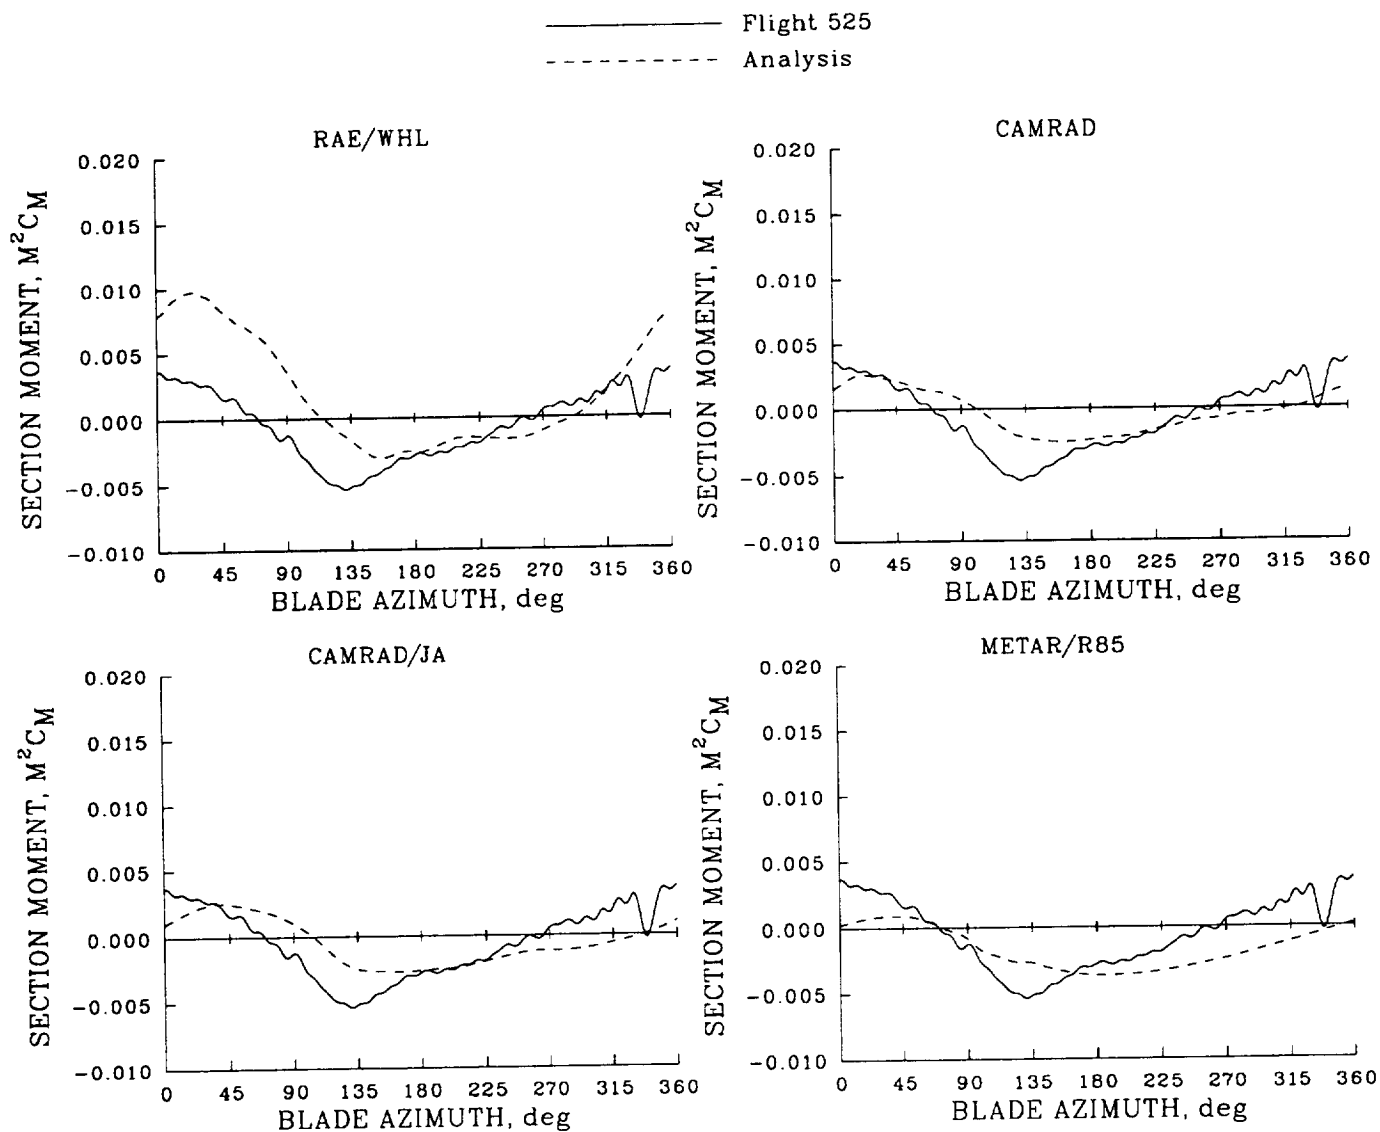 Flight 525
Analysis
RAE/WHL
0.020
0.015
0.010
0.005
0.000
−0.005
−0.010
SECTION MOMENT, M²C_M
0 45 90 135 180 225 270 315 360
BLADE AZIMUTH, deg
CAMRAD
0.020
0.015
0.010
0.005
0.000
−0.005
−0.010
SECTION MOMENT, M²C_M
0 45 90 135 180 225 270 315 360
BLADE AZIMUTH, deg
CAMRAD/JA
0.020
0.015
0.010
0.005
0.000
−0.005
−0.010
SECTION MOMENT, M²C_M
0 45 90 135 180 225 270 315 360
BLADE AZIMUTH, deg
METAR/R85
0.020
0.015
0.010
0.005
0.000
−0.005
−0.010
SECTION MOMENT, M²C_M
0 45 90 135 180 225 270 315 360
BLADE AZIMUTH, deg